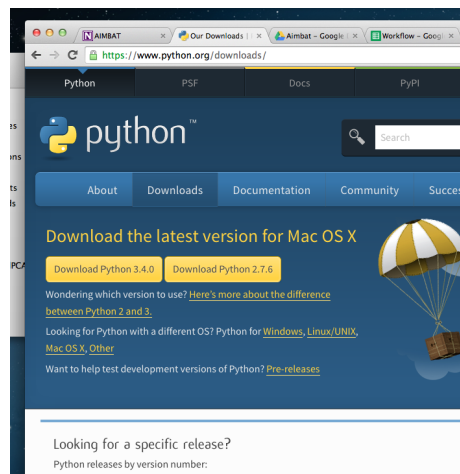 AIMBAT
Our Downloads |
Aimbat – Google
Workflow – Goog
https://www.python.org/downloads/
Python
PSF
Docs
PyPI
python™
Search
About
Downloads
Documentation
Community
Succes
Download the latest version for Mac OS X
Download Python 3.4.0
Download Python 2.7.6
Wondering which version to use? Here's more about the difference
between Python 2 and 3.
Looking for Python with a different OS? Python for Windows, Linux/UNIX,
Mac OS X, Other
Want to help test development versions of Python? Pre-releases
Looking for a specific release?
Python releases by version number: